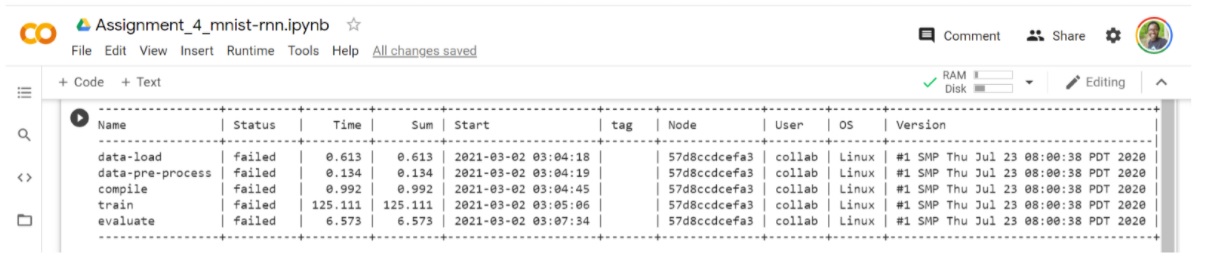 Assignment_4_mnist-rnn.ipynb
File Edit View Insert Runtime Tools Help All changes saved
Comment Share
+ Code + Text
RAM
Disk
Editing
Name | Status | Time | Sum | Start | tag | Node | User | OS | Version |
data-load | failed | 0.613 | 0.613 | 2021-03-02 03:04:18 | | 57d8ccdcefa3 | collab | Linux | #1 SMP Thu Jul 23 08:00:38 PDT 2020 |
data-pre-process | failed | 0.134 | 0.134 | 2021-03-02 03:04:19 | | 57d8ccdcefa3 | collab | Linux | #1 SMP Thu Jul 23 08:00:38 PDT 2020 |
compile | failed | 0.992 | 0.992 | 2021-03-02 03:04:45 | | 57d8ccdcefa3 | collab | Linux | #1 SMP Thu Jul 23 08:00:38 PDT 2020 |
train | failed | 125.111 | 125.111 | 2021-03-02 03:05:06 | | 57d8ccdcefa3 | collab | Linux | #1 SMP Thu Jul 23 08:00:38 PDT 2020 |
evaluate | failed | 6.573 | 6.573 | 2021-03-02 03:07:34 | | 57d8ccdcefa3 | collab | Linux | #1 SMP Thu Jul 23 08:00:38 PDT 2020 |